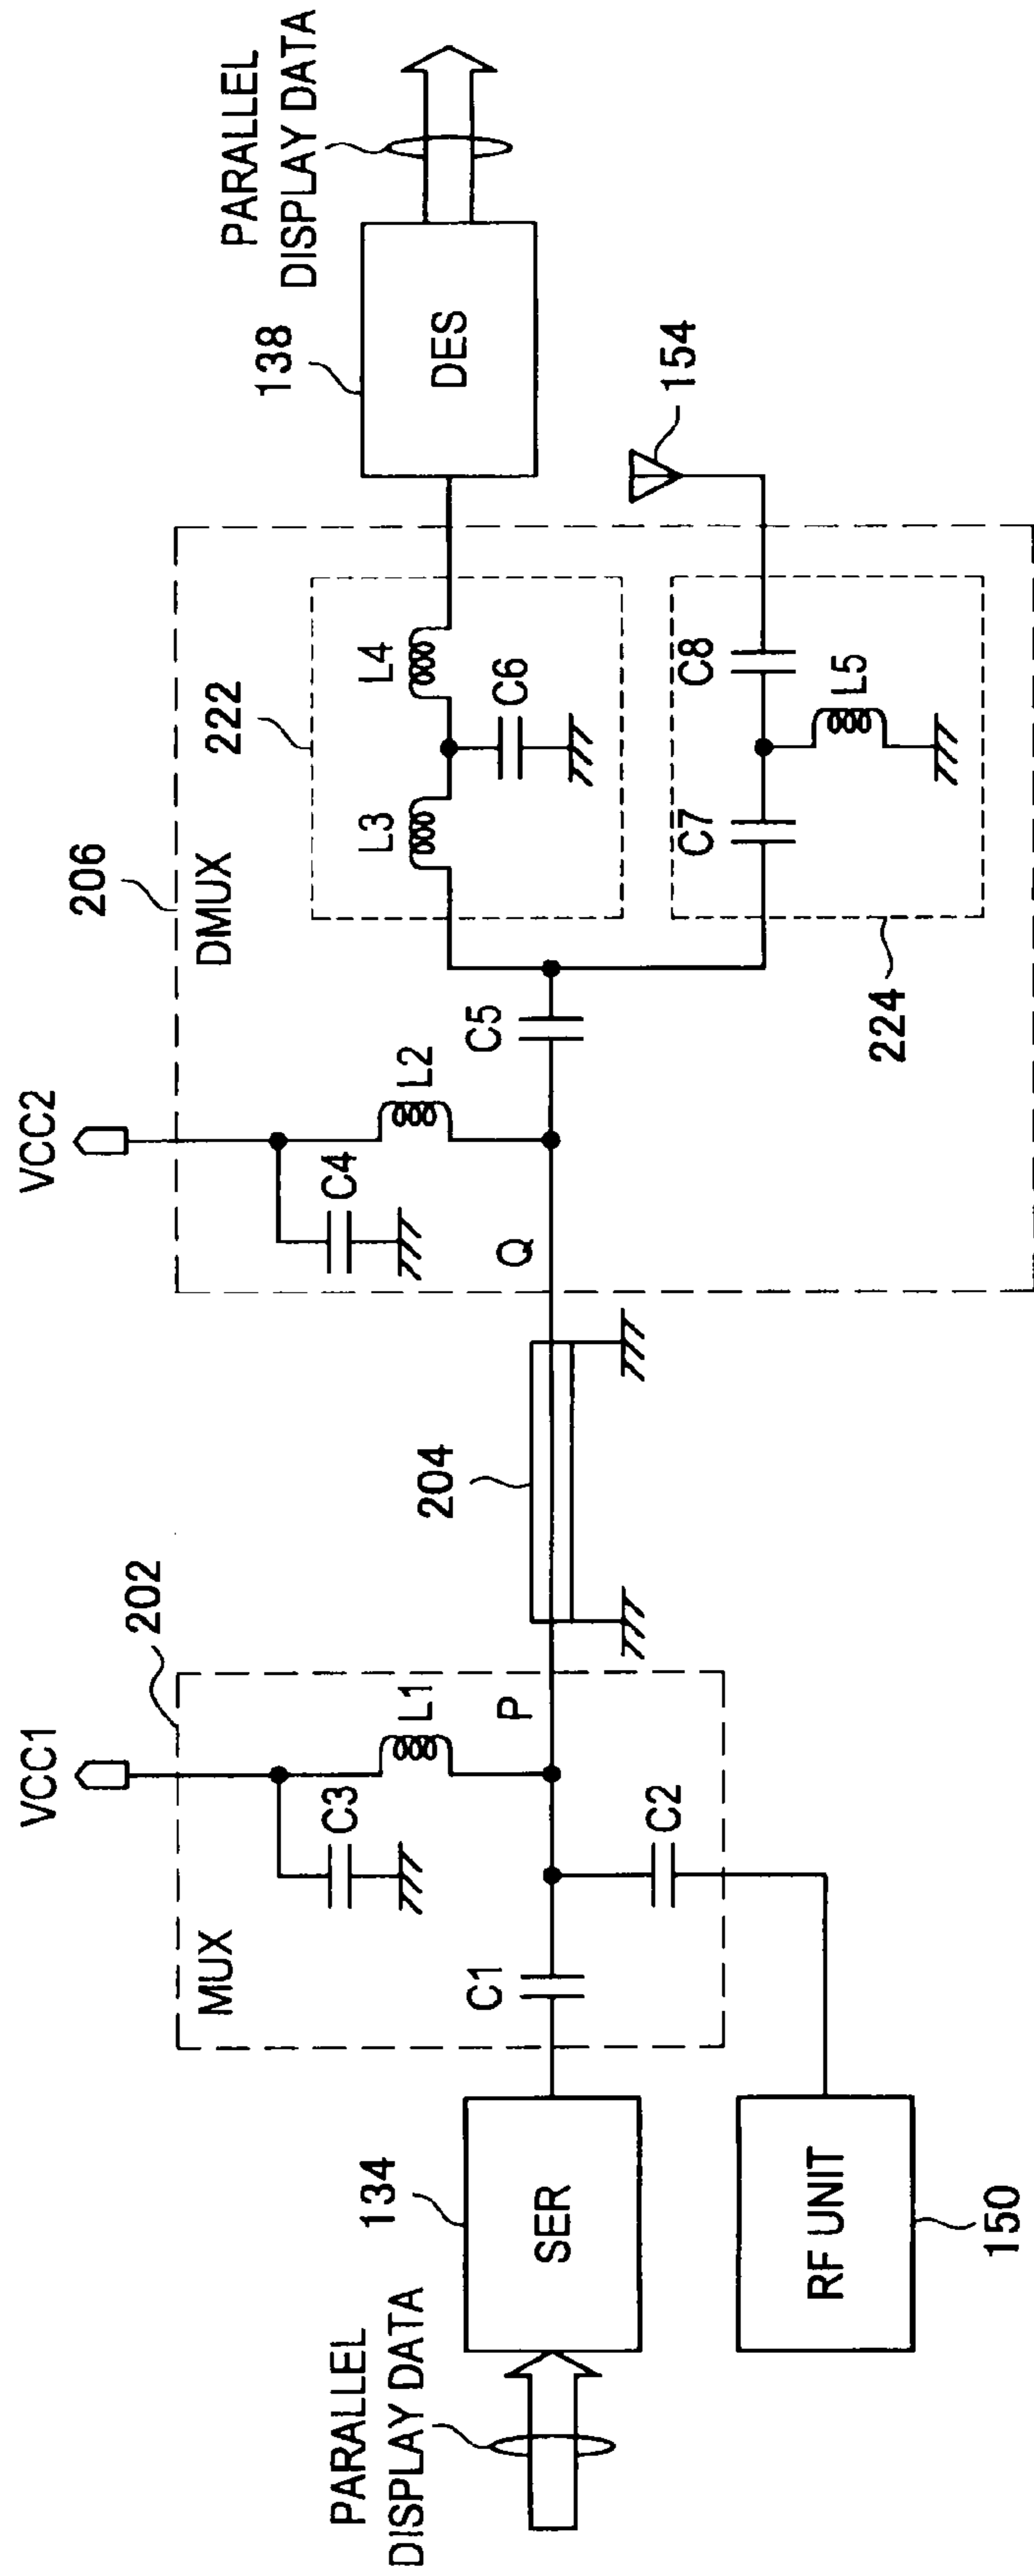 PARALLEL
DISPLAY DATA
134
SER
RF UNIT
150
202
MUX
VCC1
C1
C2
C3
L1
P
204
206
DMUX
VCC2
C4
L2
Q
C5
222
L3
L4
C6
C7
C8
L5
224
138
DES
154
PARALLEL
DISPLAY DATA